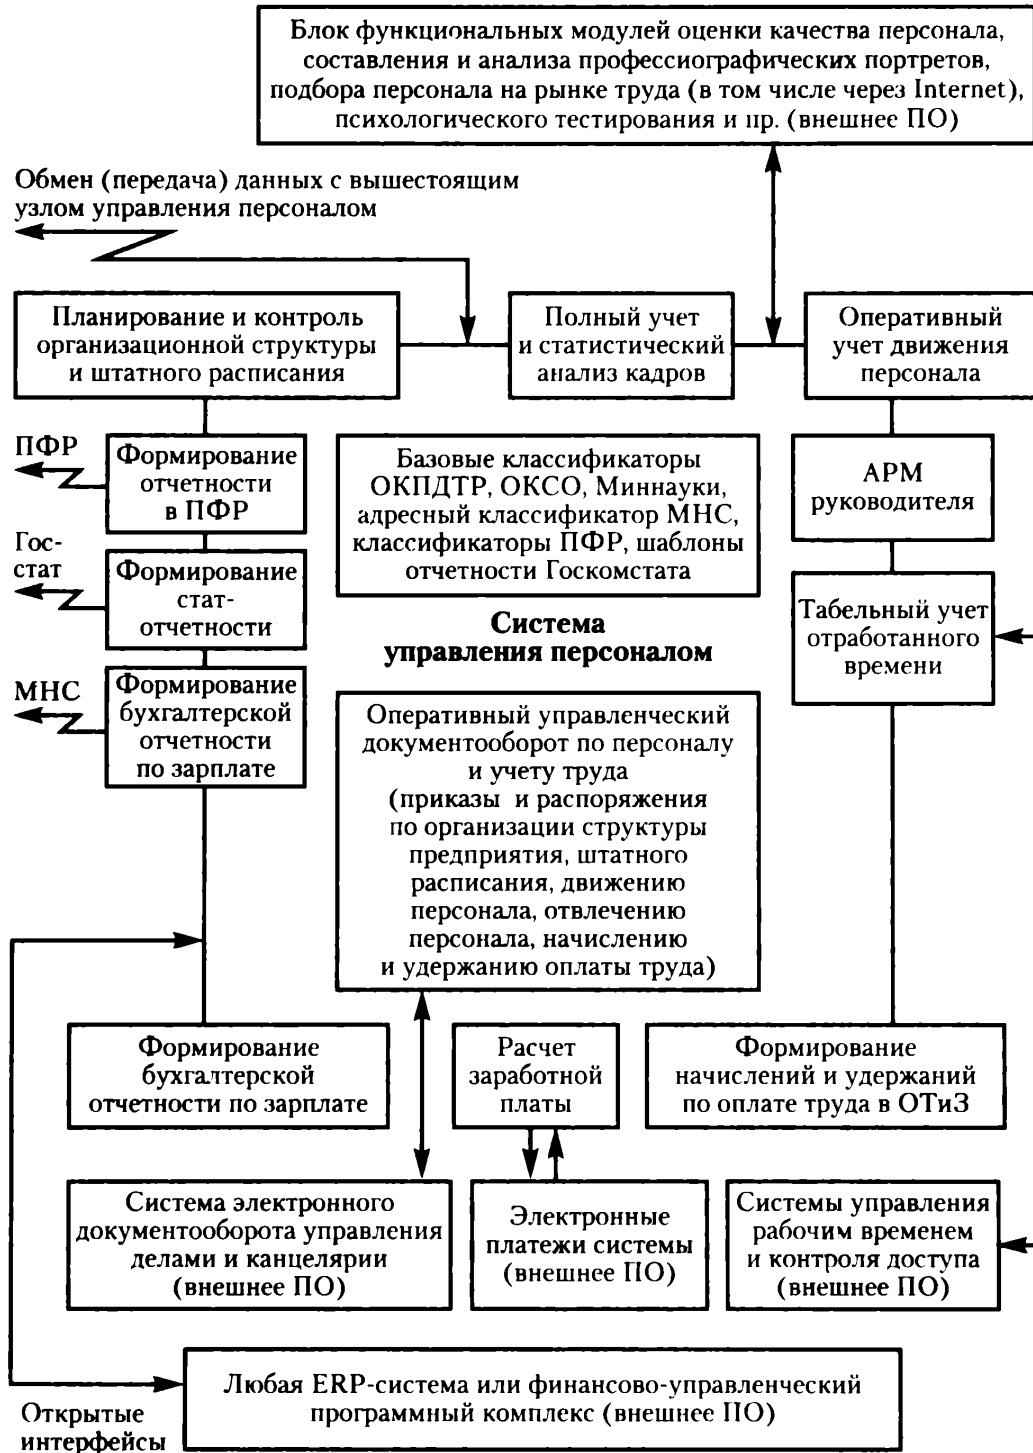 Блок функциональных модулей оценки качества персонала,
составления и анализа профессиографических портретов,
подбора персонала на рынке труда (в том числе через Internet),
психологического тестирования и пр. (внешнее ПО)
Обмен (передача) данных с вышестоящим
узлом управления персоналом
Планирование и контроль
организационной структуры
и штатного расписания
Полный учет
и статистический
анализ кадров
Оперативный
учет движения
персонала
ПФР
Формирование
отчетности
в ПФР
Базовые классификаторы
ОКПДТР, ОКСО, Миннауки,
адресный классификатор МНС,
классификаторы ПФР, шаблоны
отчетности Госкомстата
АРМ
руководителя
Гос-
стат
Формирование
стат-
отчетности
Табельный учет
отработанного
времени
Система
управления персоналом
МНС
Формирование
бухгалтерской
отчетности
по зарплате
Оперативный управленческий
документооборот по персоналу
и учету труда
(приказы и распоряжения
по организации структуры
предприятия, штатного
расписания, движению
персонала, отвлечению
персонала, начислению
и удержанию оплаты труда)
Формирование
бухгалтерской
отчетности по зарплате
Расчет
заработной
платы
Формирование
начислений и удержаний
по оплате труда в ОТиЗ
Система электронного
документооборота управления
делами и канцелярии
(внешнее ПО)
Электронные
платежи системы
(внешнее ПО)
Системы управления
рабочим временем
и контроля доступа
(внешнее ПО)
Любая ERP-система или финансово-управленческий
программный комплекс (внешнее ПО)
Открытые
интерфейсы